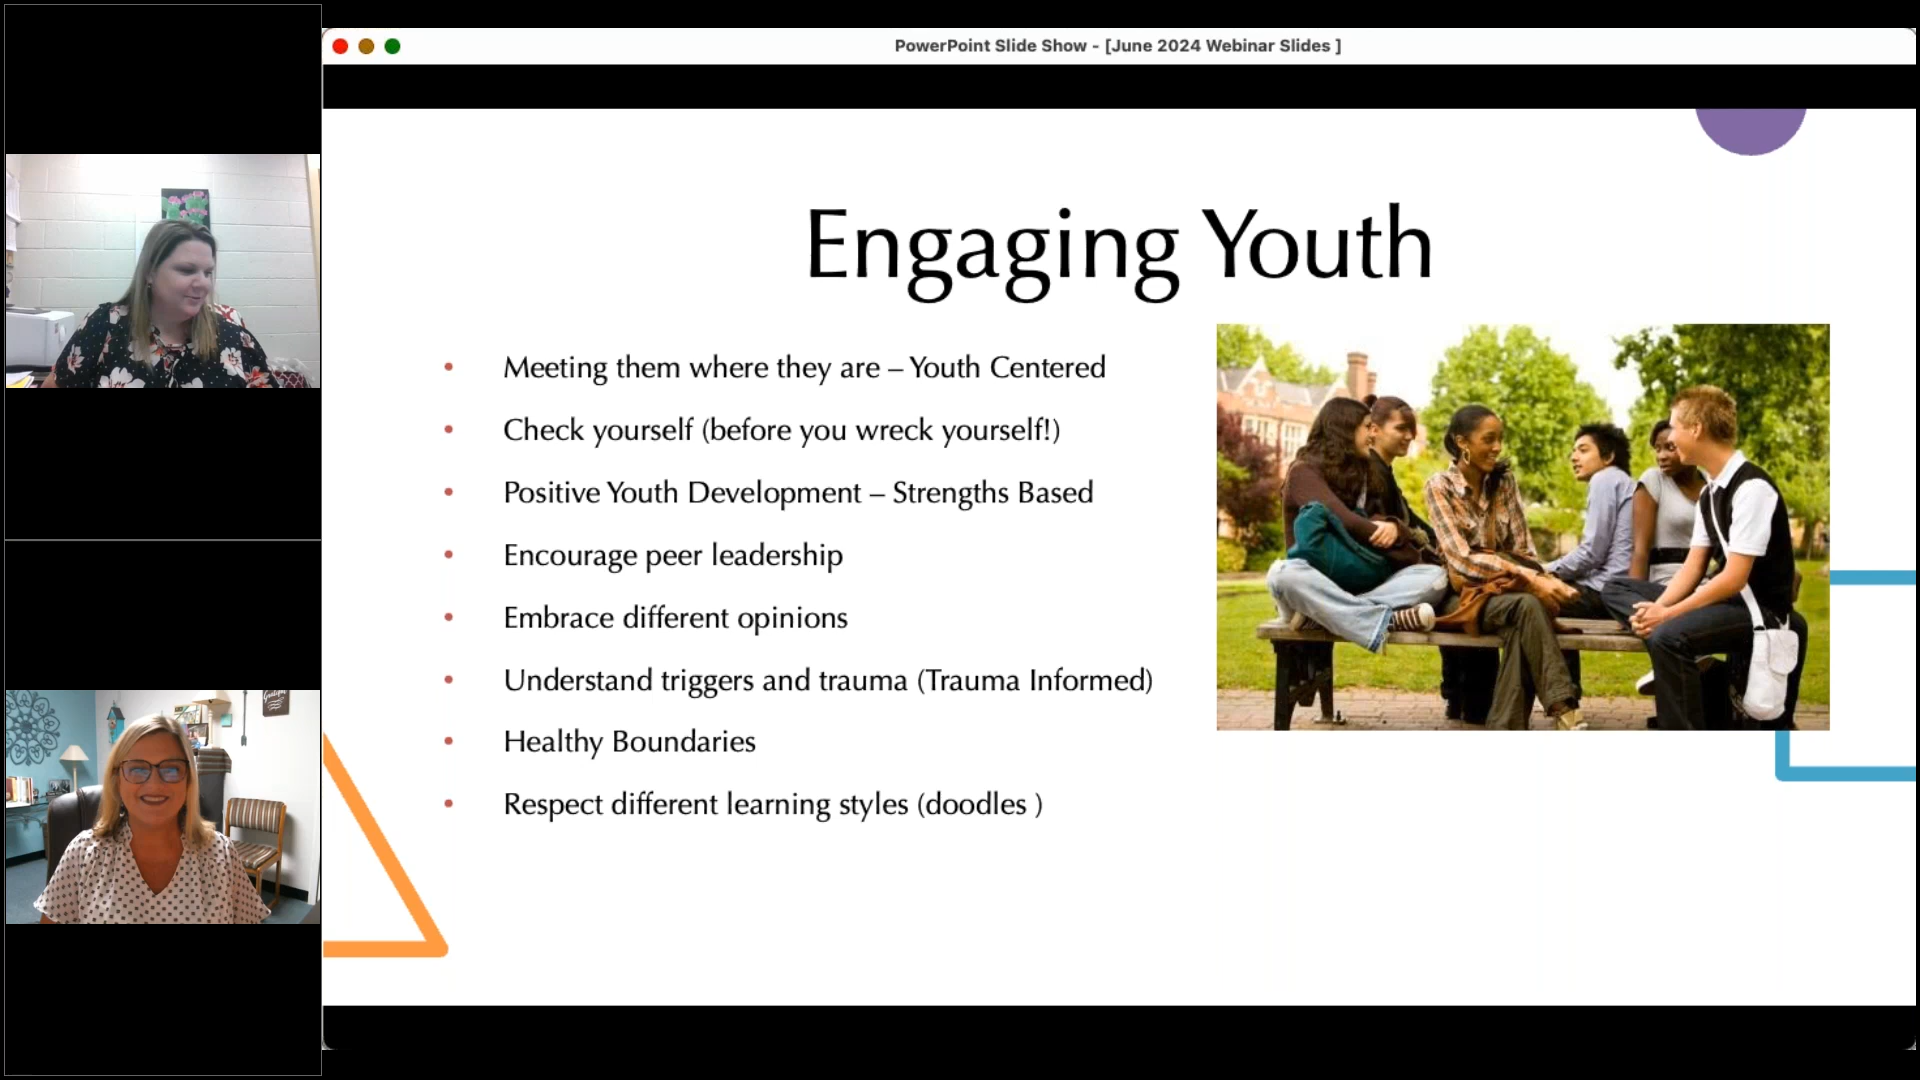 PowerPoint Slide Show - [June 2024 Webinar Slides ]
Engaging Youth
• Meeting them where they are – Youth Centered
• Check yourself (before you wreck yourself!)
• Positive Youth Development – Strengths Based
• Encourage peer leadership
• Embrace different opinions
• Understand triggers and trauma (Trauma Informed)
• Healthy Boundaries
• Respect different learning styles (doodles )